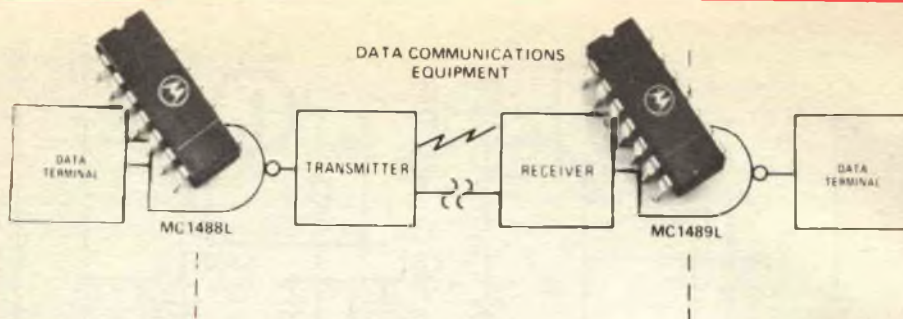 DATA COMMUNICATIONS
EQUIPMENT
DATA
TERMINAL
TRANSMITTER
RECEIVER
DATA
TERMINAL
MC1488L
MC1489L